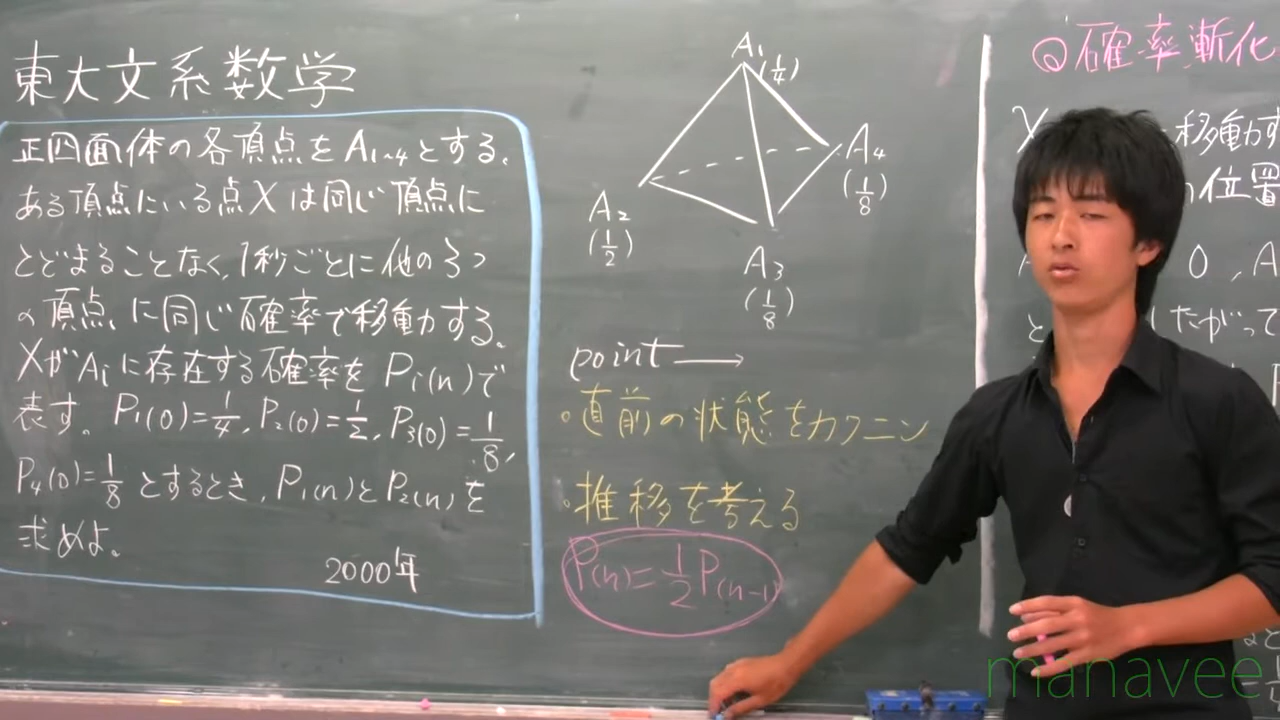 東大文系数学
正四面体の各頂点をA₁~₄とする。
ある頂点にいる点Xは同じ頂点に
とどまることなく、1秒ごとに他の3つ
の頂点に同じ確率で移動する。
XがAiに存在する確率をPi(n)で
表す。P₁(0)=1/4, P₂(0)=1/2, P₃(0)=1/8,
P₄(0)=1/8とするとき、P₁(n)とP₂(n)を
求めよ。
2000年
A₁(1/4)
A₄
(1/8)
A₂
(1/2)
A₃
(1/8)
point→
・直前の状態をカクニン
・推移を考える
P(n)=1/2P(n-1)
◎確率漸化
X
移動す
位置
0, A
と
したがって
manavee